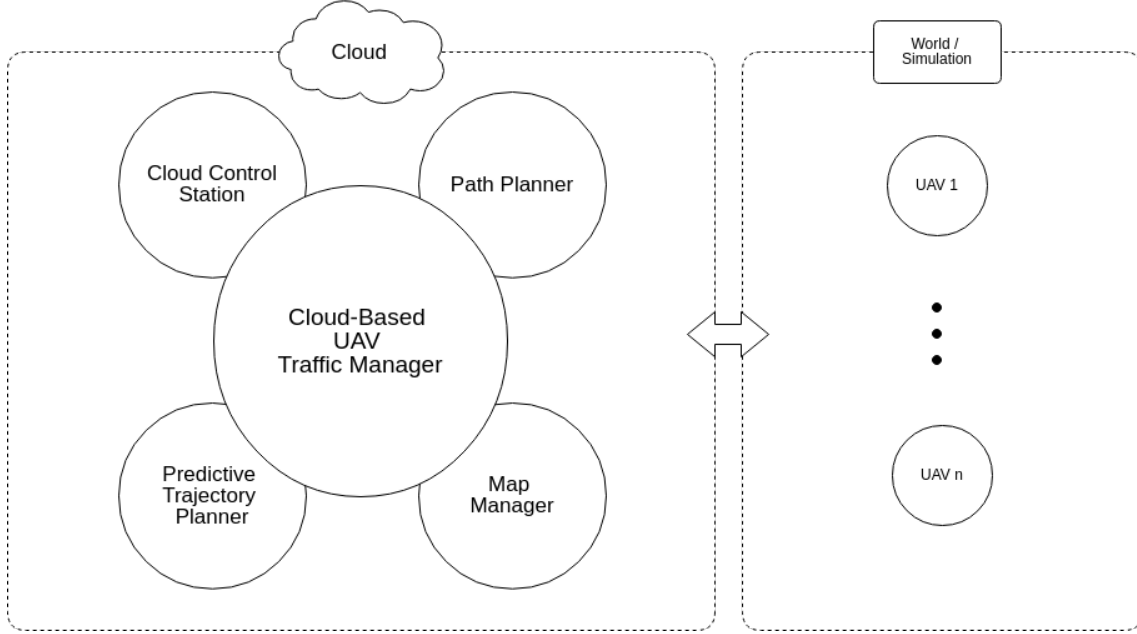 Cloud
World /
Simulation
Cloud Control
Station
Path Planner
UAV 1
Cloud-Based
UAV
Traffic Manager
Predictive
Trajectory
Planner
Map
Manager
UAV n